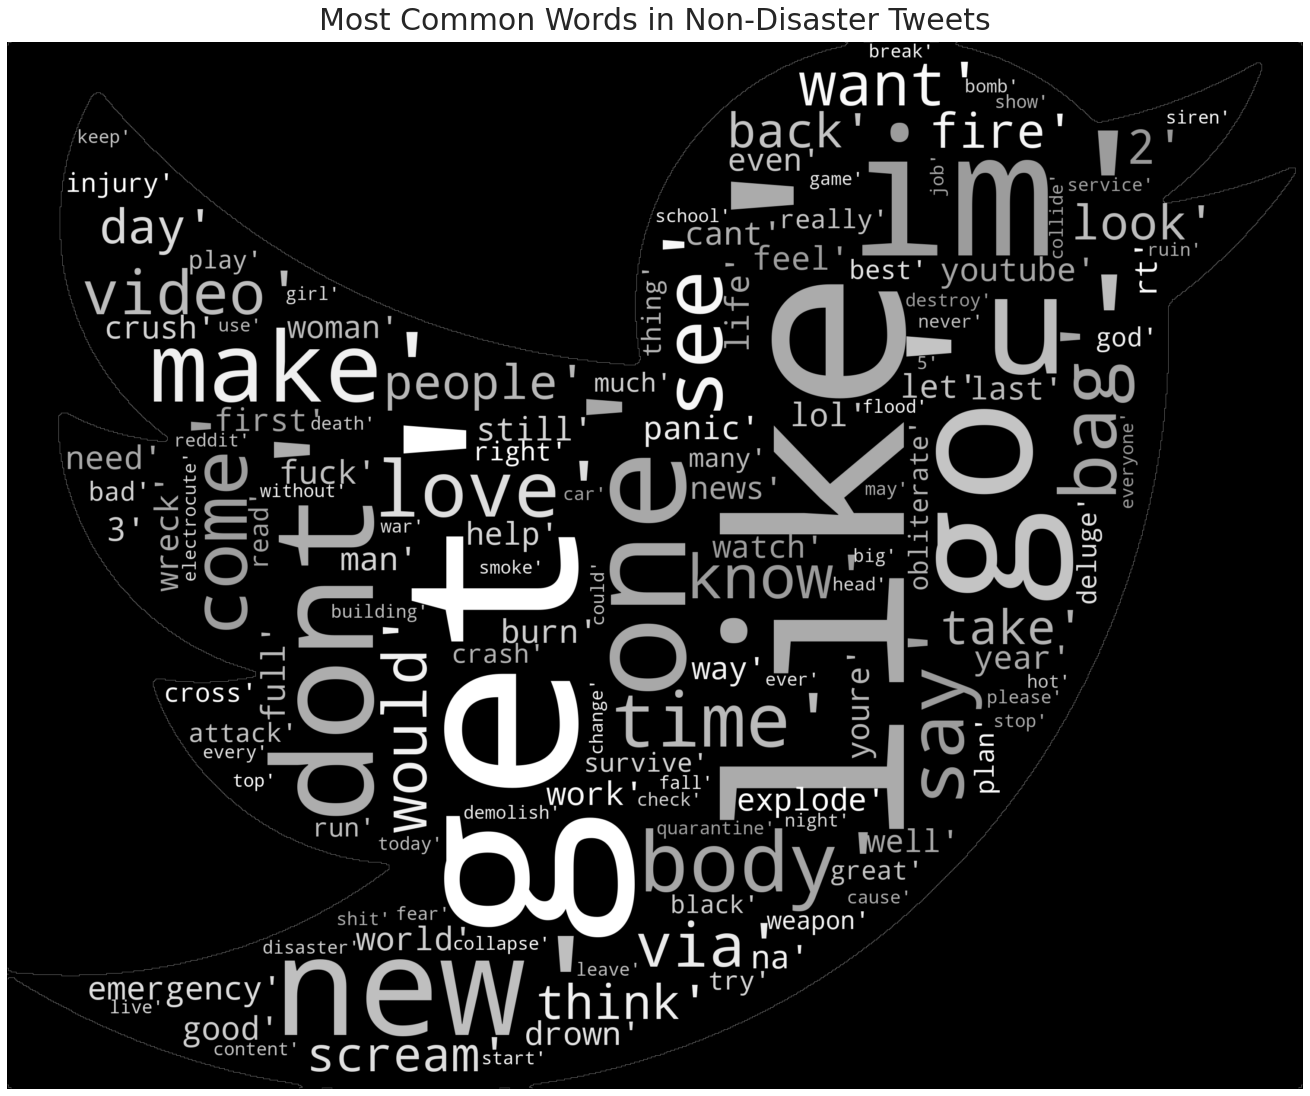 Most Common Words in Non-Disaster Tweets
break'
want'
bomb'
show'
keep'
siren'
back'
fire'
2'
even'
im'
job'
injury'
game'
service'
collide'
school'
really'
look'
day'
cant'
ruin'
play'
feel'
best'
youtube'
rt'
thing'
see'
life'
video'
girl'
destroy'
never'
u'
god'
crush'
use'
woman'
make'
5'
people'
much'
let'
last'
bag'
like'
lol'
flood'
first'
death'
still'
panic'
go'
reddit'
right'
everyone'
need'
come'
fuck'
many'
bad'
electrocute'
without'
love'
car'
one'
news'
may'
obliterate'
deluge'
3'
wreck'
read'
dont'
war'
help'
watch'
big'
man'
smoke'
know'
head'
could'
building'
get'
burn'
take'
crash'
would'
way'
ever'
youre'
say'
year'
cross'
full'
hot'
please'
attack'
change'
time'
stop'
every'
plan'
top'
survive'
fall'
work'
check'
explode'
demolish'
run'
quarantine'
night'
today'
body'
well'
great'
cause'
shit'
fear'
black'
weapon'
disaster'
world'
collapse'
via'
na'
new'
leave'
try'
emergency'
live'
think'
good'
drown'
content'
scream'
start'